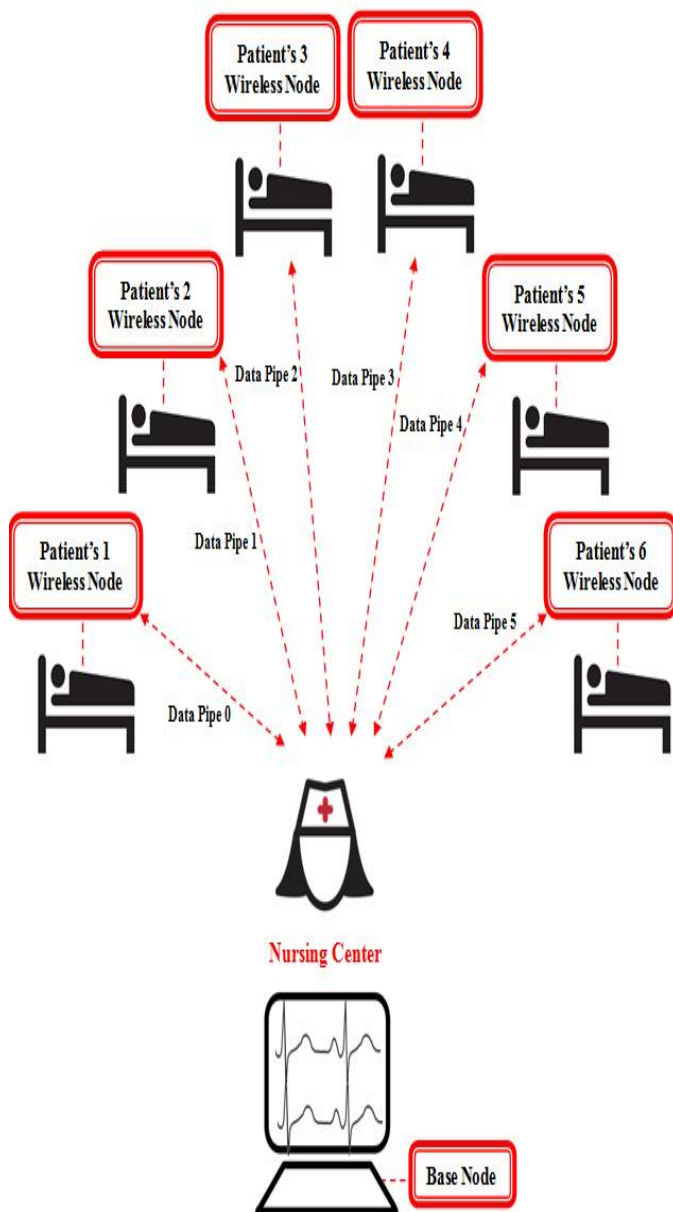 Patient's 3
Wireless Node
Patient's 4
Wireless Node
Patient's 2
Wireless Node
Patient's 5
Wireless Node
Data Pipe 2
Data Pipe 3
Data Pipe 4
Patient's 1
Wireless Node
Data Pipe 1
Patient's 6
Wireless Node
Data Pipe 5
Data Pipe 0
Nursing Center
Base Node